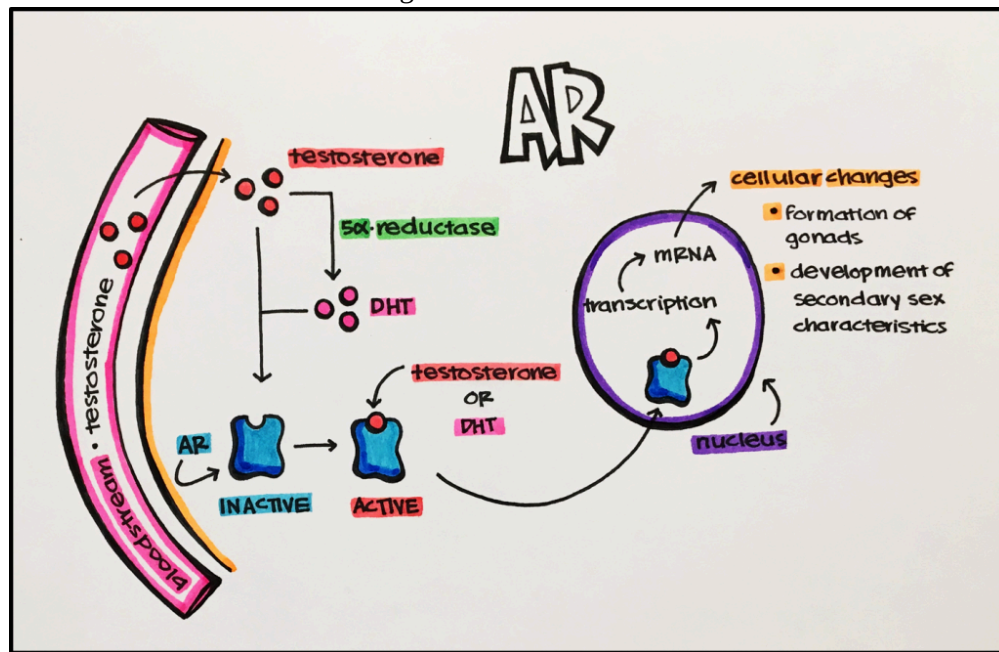 AR
testosterone
5α·reductase
DHT
testosterone
OR
DHT
AR
INACTIVE
ACTIVE
bloodstream · testosterone
cellular changes
• formation of
gonads
• development of
secondary sex
characteristics
mRNA
transcription
nucleus